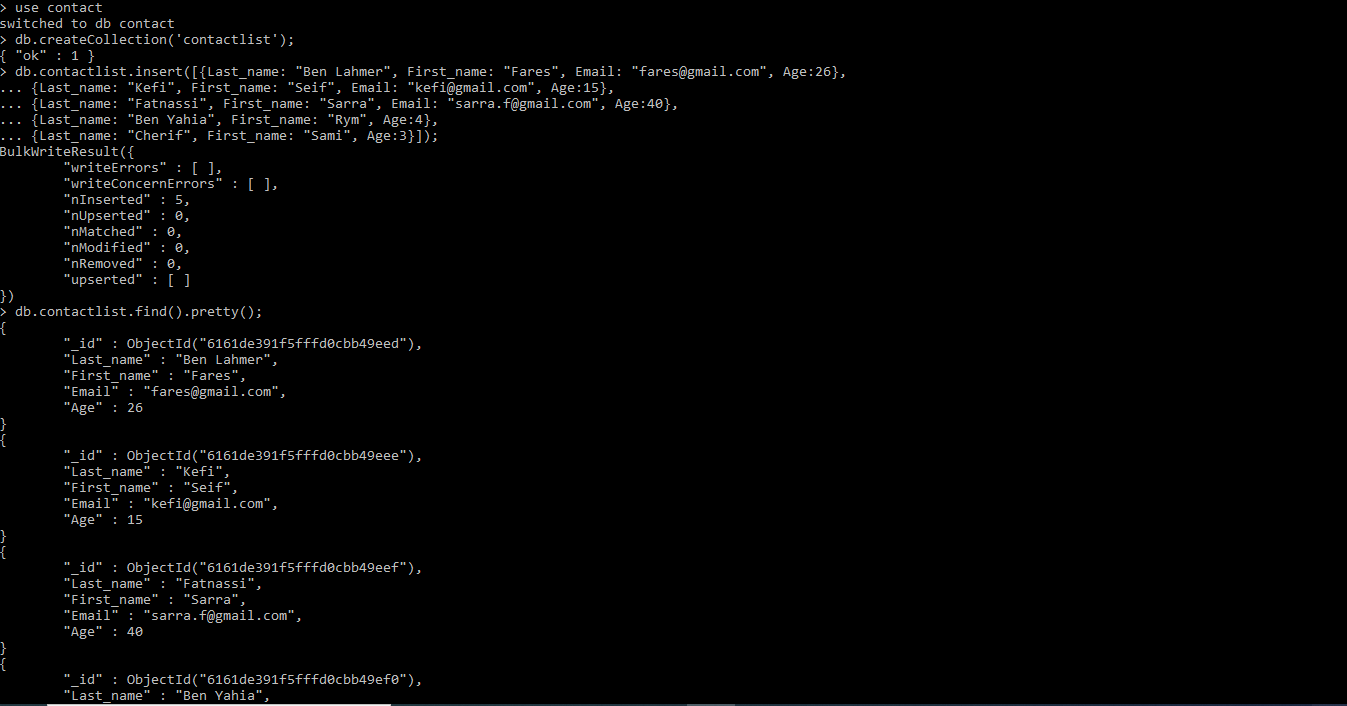 > use contact
switched to db contact
> db.createCollection('contactlist');
{ "ok" : 1 }
> db.contactlist.insert([{Last_name: "Ben Lahmer", First_name: "Fares", Email: "fares@gmail.com", Age:26},
... {Last_name: "Kefi", First_name: "Seif", Email: "kefi@gmail.com", Age:15},
... {Last_name: "Fatnassi", First_name: "Sarra", Email: "sarra.f@gmail.com", Age:40},
... {Last_name: "Ben Yahia", First_name: "Rym", Age:4},
... {Last_name: "Cherif", First_name: "Sami", Age:3}]);
BulkWriteResult({
        "writeErrors" : [ ],
        "writeConcernErrors" : [ ],
        "nInserted" : 5,
        "nUpserted" : 0,
        "nMatched" : 0,
        "nModified" : 0,
        "nRemoved" : 0,
        "upserted" : [ ]
})
> db.contactlist.find().pretty();
{
        "_id" : ObjectId("6161de391f5fffd0cbb49eed"),
        "Last_name" : "Ben Lahmer",
        "First_name" : "Fares",
        "Email" : "fares@gmail.com",
        "Age" : 26
}
{
        "_id" : ObjectId("6161de391f5fffd0cbb49eee"),
        "Last_name" : "Kefi",
        "First_name" : "Seif",
        "Email" : "kefi@gmail.com",
        "Age" : 15
}
{
        "_id" : ObjectId("6161de391f5fffd0cbb49eef"),
        "Last_name" : "Fatnassi",
        "First_name" : "Sarra",
        "Email" : "sarra.f@gmail.com",
        "Age" : 40
}
{
        "_id" : ObjectId("6161de391f5fffd0cbb49ef0"),
        "Last_name" : "Ben Yahia",